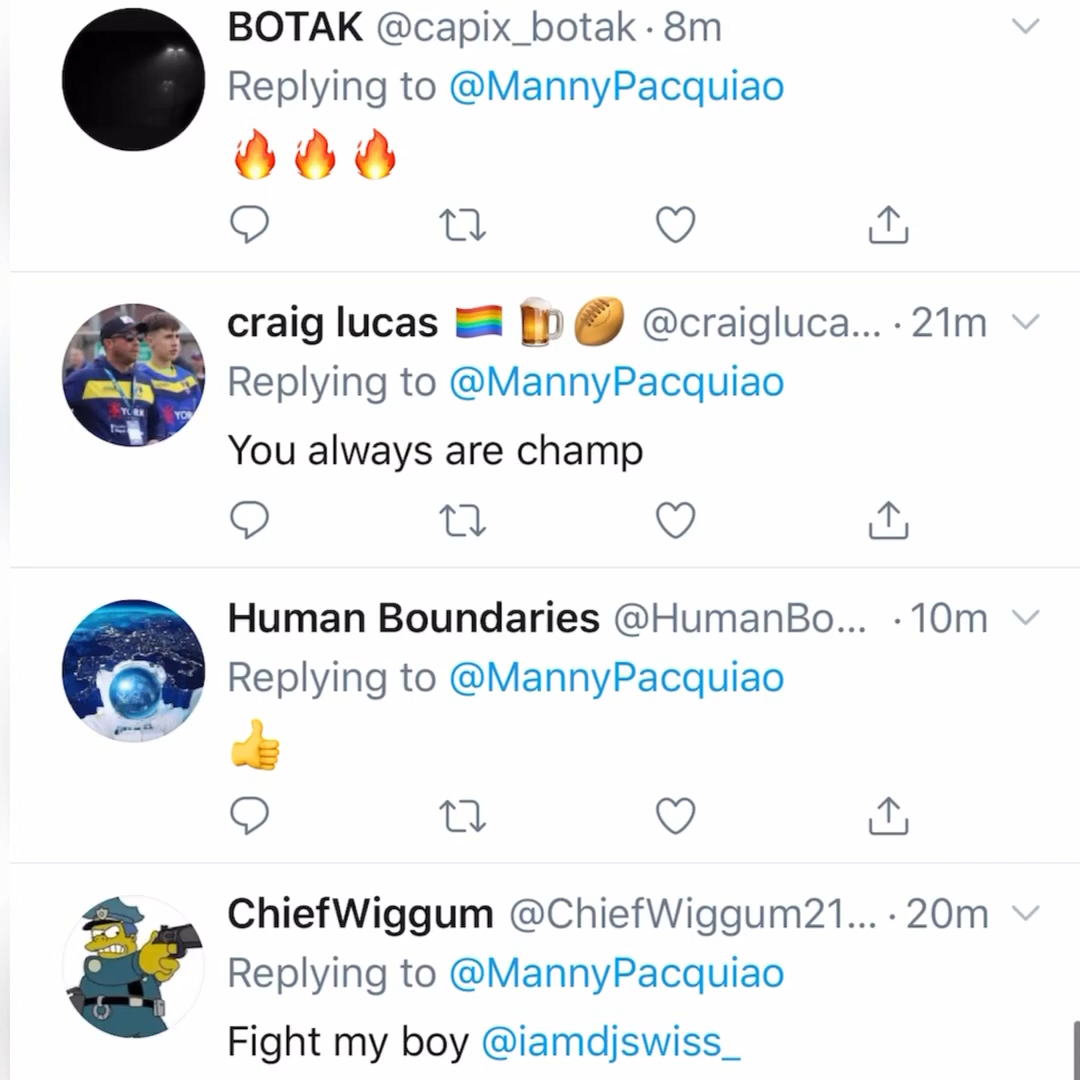 BOTAK @capix_botak · 8m
Replying to @MannyPacquiao
🔥🔥🔥
craig lucas 🏳️‍🌈🍺🏉 @craigluca... · 21m
Replying to @MannyPacquiao
You always are champ
Human Boundaries @HumanBo... · 10m
Replying to @MannyPacquiao
👍
ChiefWiggum @ChiefWiggum21... · 20m
Replying to @MannyPacquiao
Fight my boy @iamdjswiss_